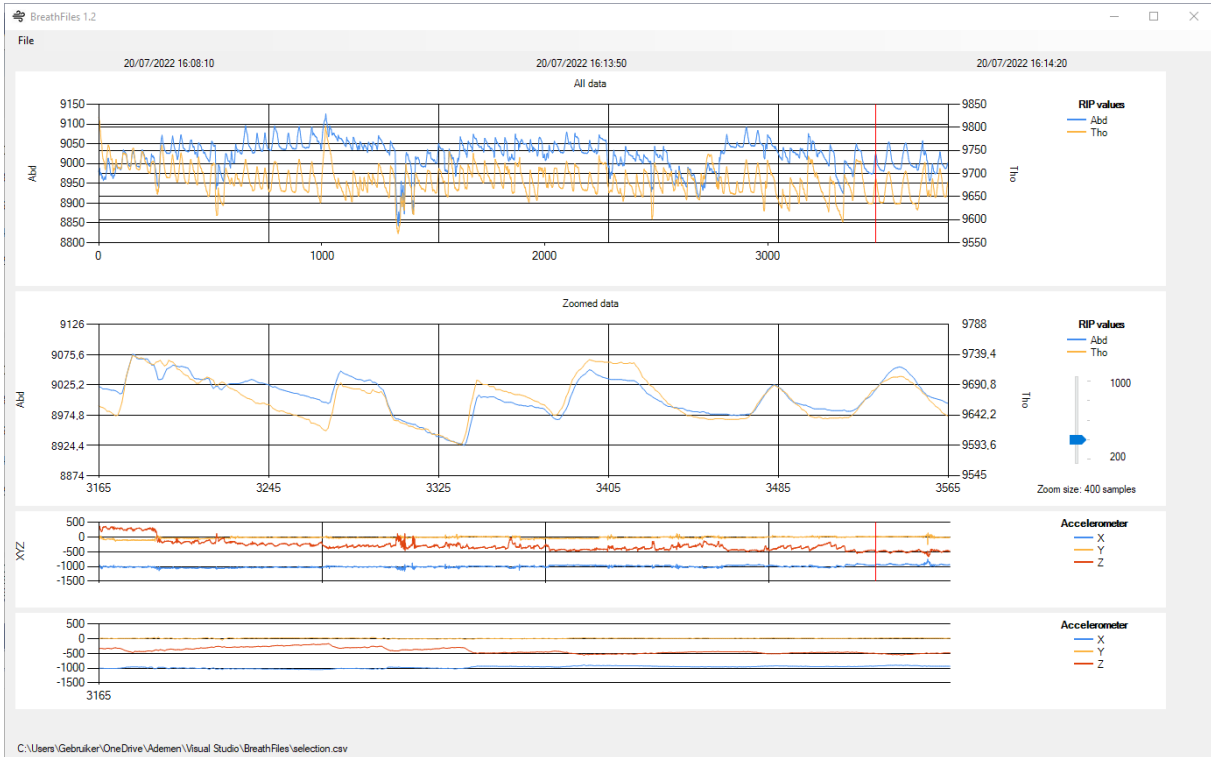 BreathFiles 1.2
File
20/07/2022 16:08:10 20/07/2022 16:13:50 20/07/2022 16:14:20
All data
9150
9100
9050
9000
8950
8900
8850
8800
Abd
9850
9800
9750
9700
9650
9600
9550
Tho
0 1000 2000 3000
RIP values
Abd
Tho
Zoomed data
9126
9075,6
9025,2
8974,8
8924,4
8874
Abd
9788
9739,4
9690,8
9642,2
9593,6
9545
Tho
3165 3245 3325 3405 3485 3565
RIP values
Abd
Tho
1000
200
Zoom size: 400 samples
XYZ
500
0
-500
-1000
-1500
Accelerometer
X
Y
Z
500
0
-500
-1000
-1500
3165
Accelerometer
X
Y
Z
C:\Users\Gebruiker\OneDrive\Ademen\Visual Studio\BreathFiles\selection.csv